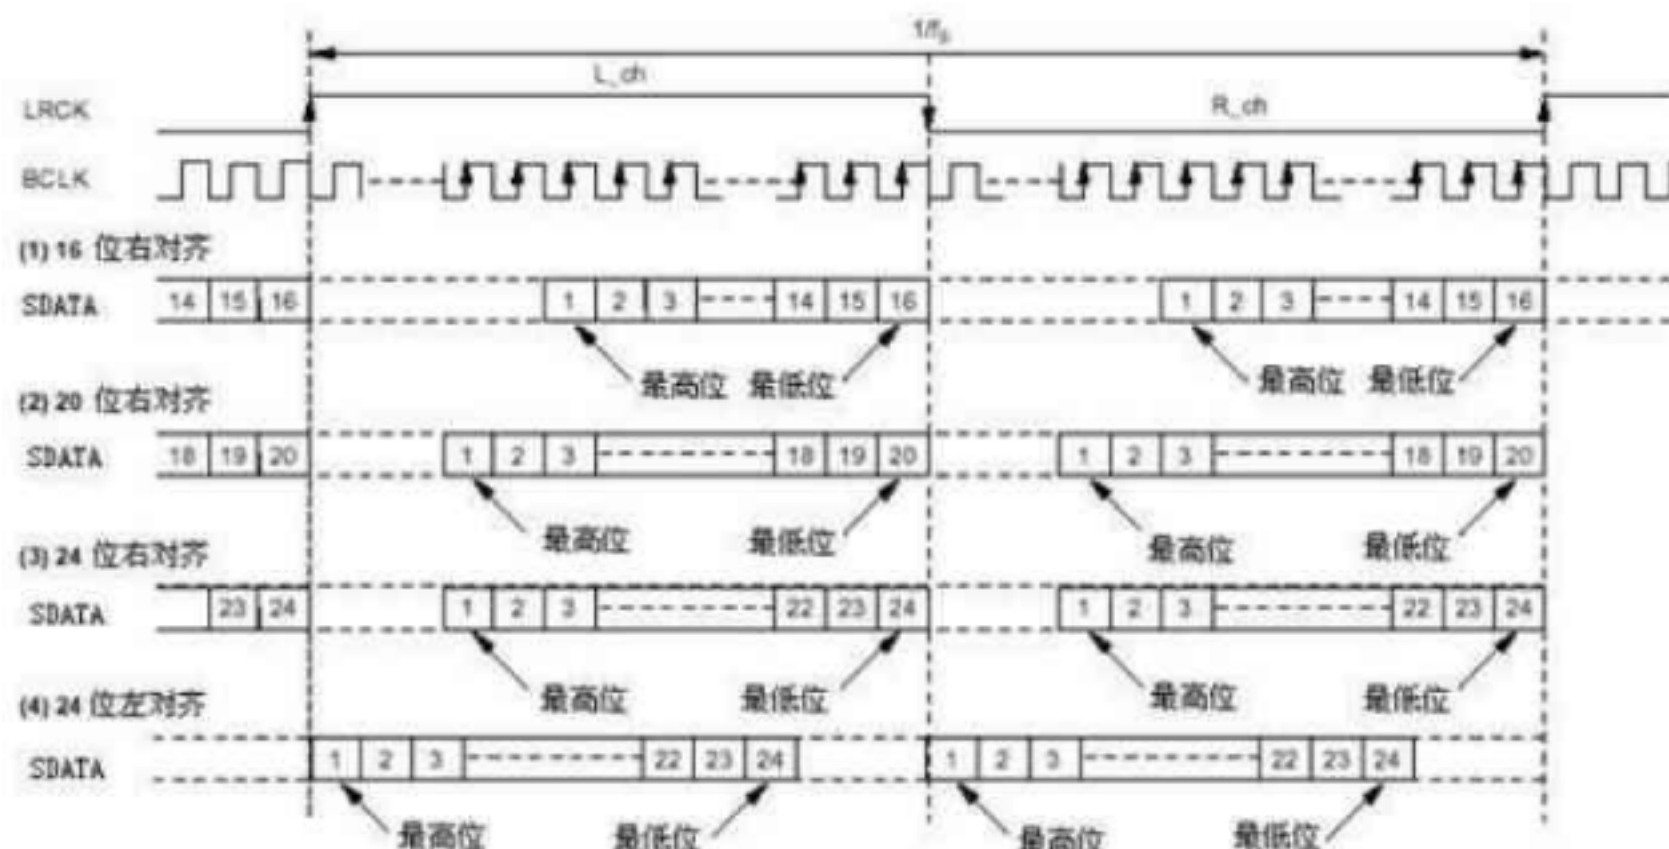 1/fs
L_ch
LRCK
R_ch
BCLK
(1) 16 位右对齐
SDATA 14 15 16 1 2 3 14 15 16 1 2 3 14 15 16
最高位 最低位 最高位 最低位
(2) 20 位右对齐
SDATA 18 19 20 1 2 3 18 19 20 1 2 3 18 19 20
最高位 最低位 最高位 最低位
(3) 24 位右对齐
SDATA 23 24 1 2 3 22 23 24 1 2 3 22 23 24
最高位 最低位 最高位 最低位
(4) 24 位左对齐
SDATA 1 2 3 22 23 24 1 2 3 22 23 24
最高位 最低位 最高位 最低位